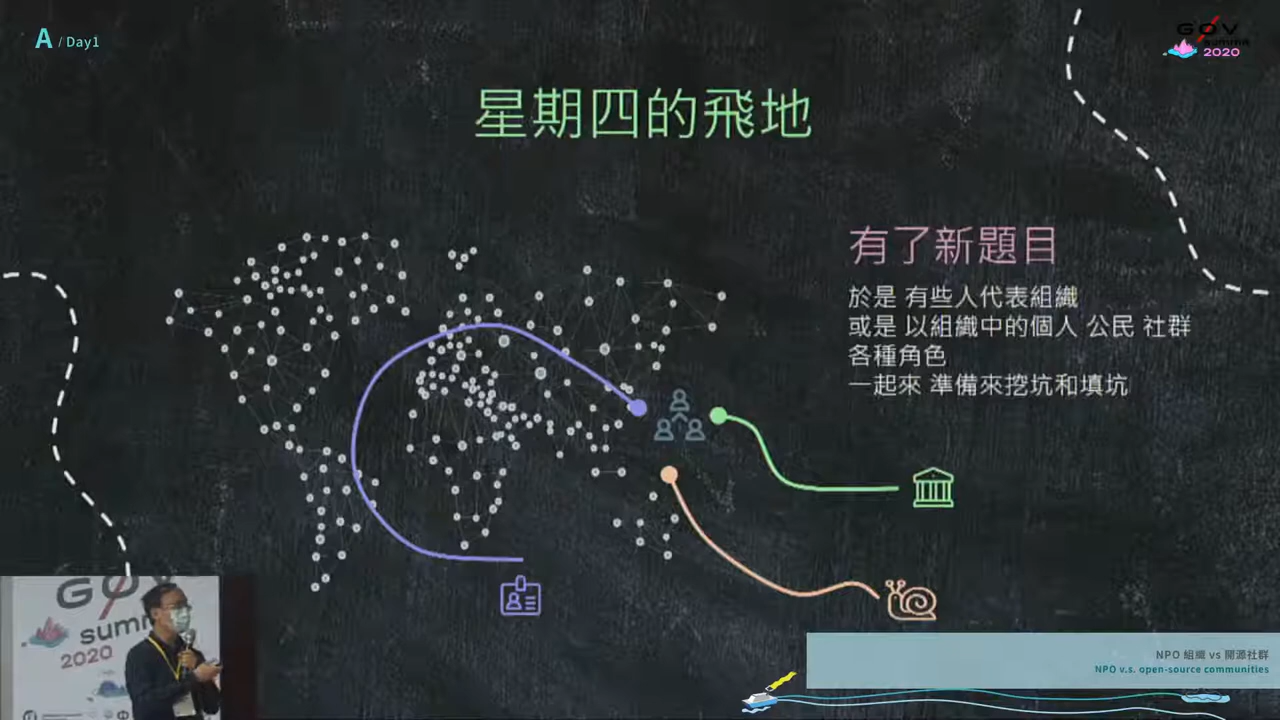 A / Day1
GØV
summit
2020
星期四的飛地
有了新題目
於是 有些人代表組織
或是 以組織中的個人 公民 社群
各種角色
一起來 準備來挖坑和填坑
GØV
summ
2020
NPO 組織 vs 開源社群
NPO v.s. open-source communities